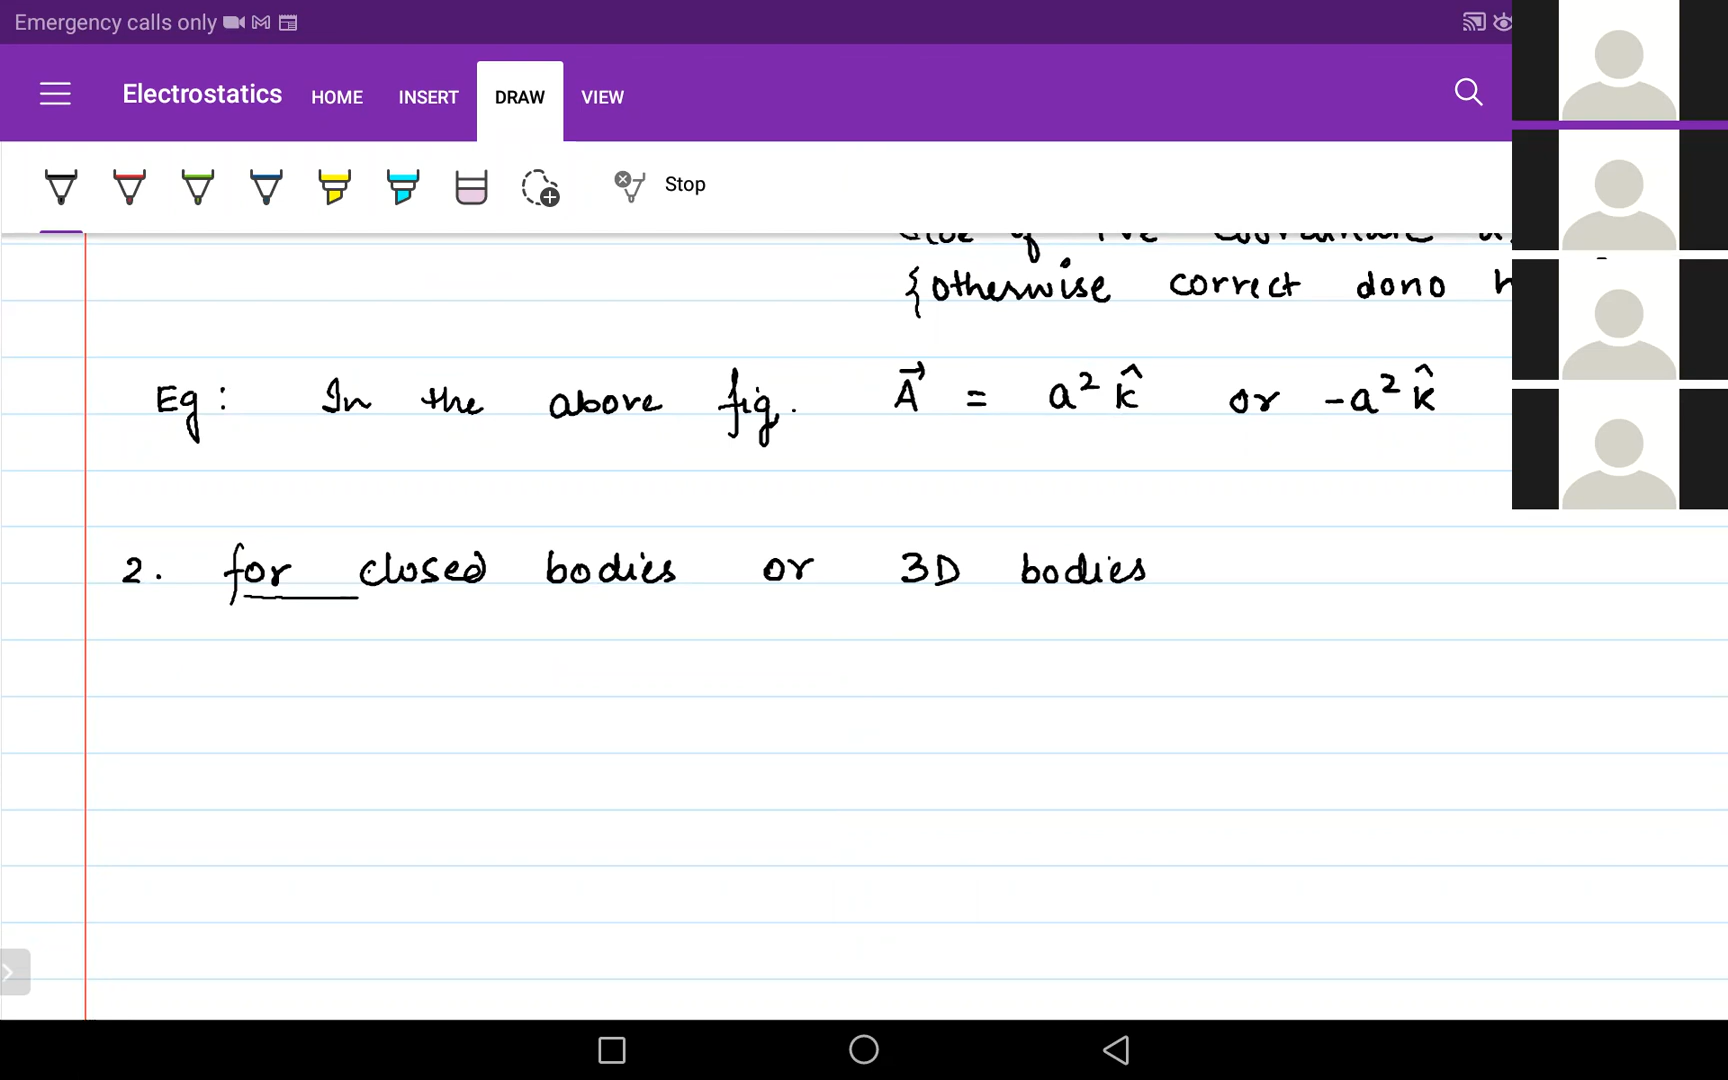 Emergency calls only
Electrostatics HOME INSERT DRAW VIEW
Stop
{otherwise correct dono
Eg: In the above fig. A⃗ = a² k̂ or -a² k̂
2. for closed bodies or 3D bodies